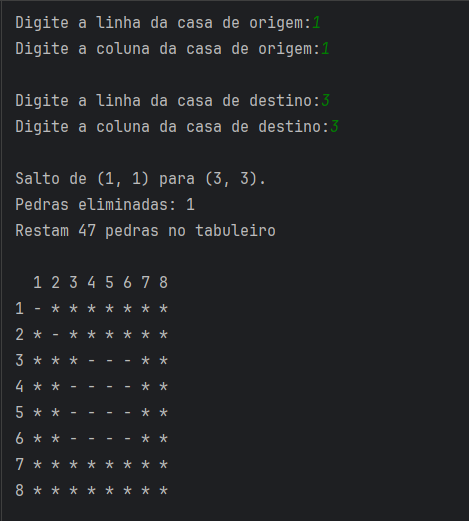 Digite a linha da casa de origem:1
Digite a coluna da casa de origem:1
Digite a linha da casa de destino:3
Digite a coluna da casa de destino:3
Salto de (1, 1) para (3, 3).
Pedras eliminadas: 1
Restam 47 pedras no tabuleiro
  1 2 3 4 5 6 7 8
1 - * * * * * * *
2 * - * * * * * *
3 * * * - - - * *
4 * * - - - - * *
5 * * - - - - * *
6 * * - - - - * *
7 * * * * * * * *
8 * * * * * * * *